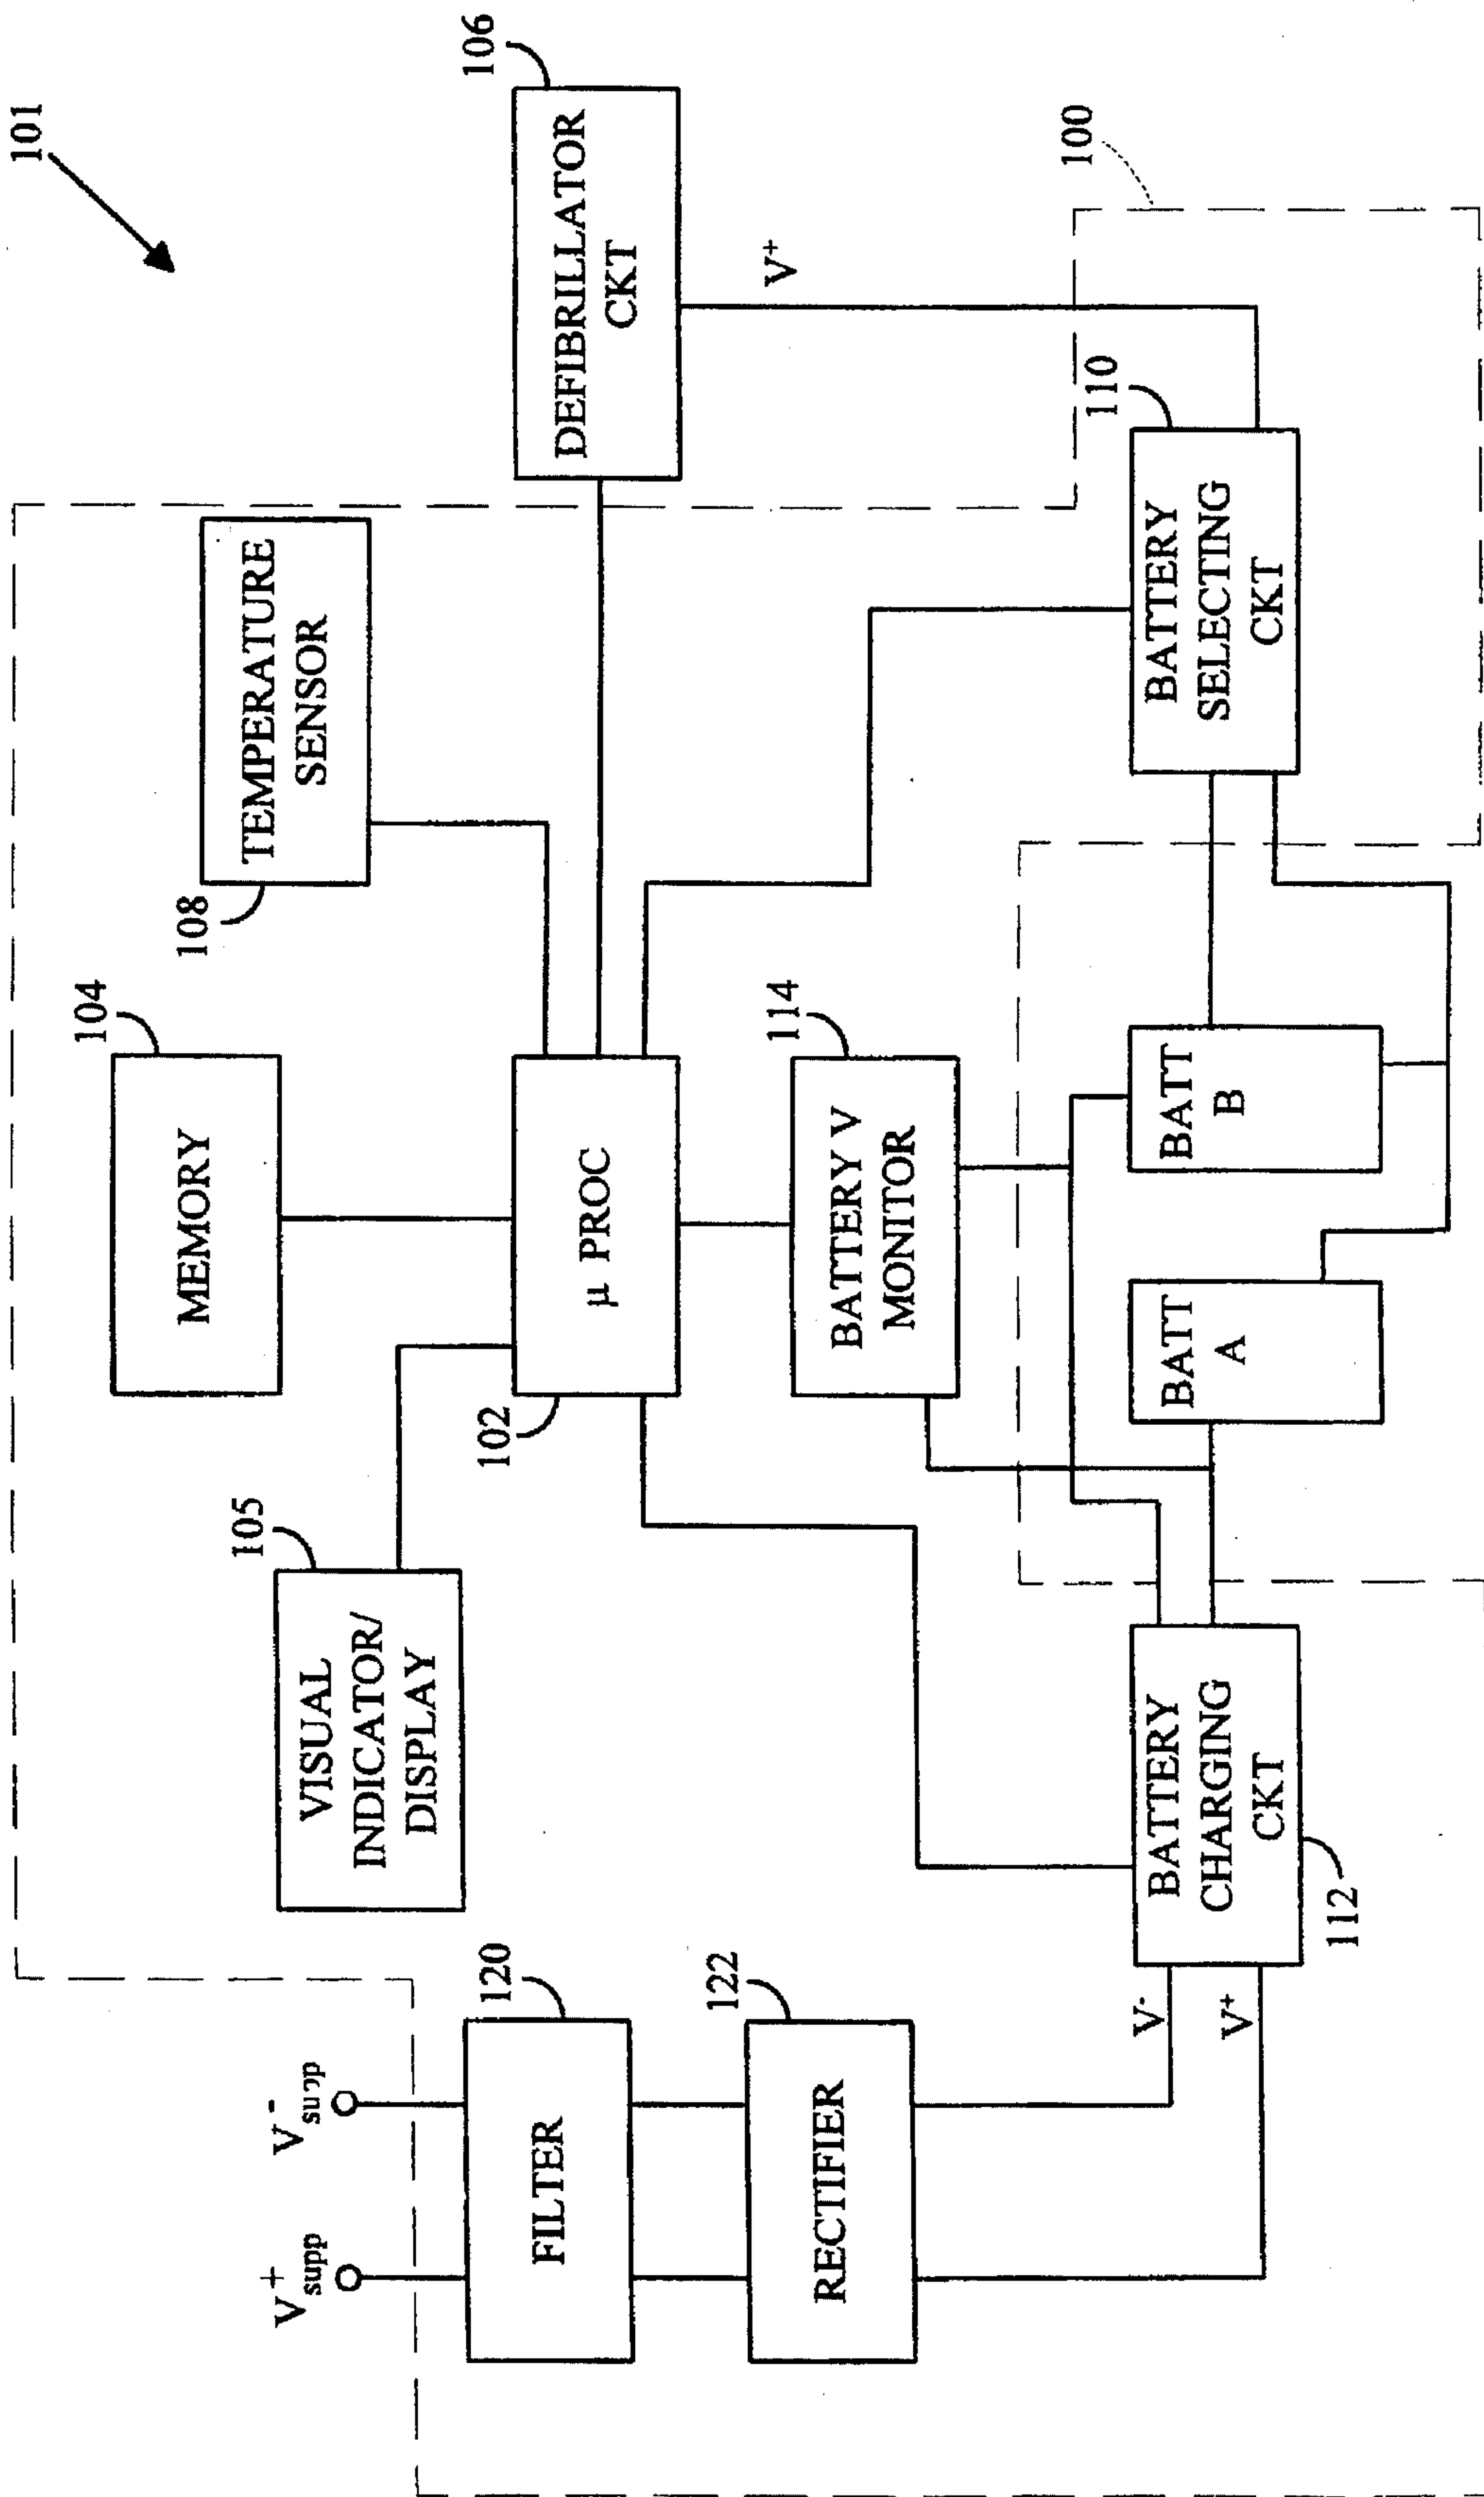 101
104
MEMORY
108
TEMPERATURE
SENSOR
105
VISUAL
INDICATOR/
DISPLAY
V+
supp
V-
supp
120
FILTER
102
µ PROC
106
DEFIBRILLATOR
CKT
V+
122
RECTIFIER
114
BATTERY V
MONITOR
100
110
BATTERY
SELECTING
CKT
V-
V+
BATTERY
CHARGING
CKT
112
BATT
A
BATT
B